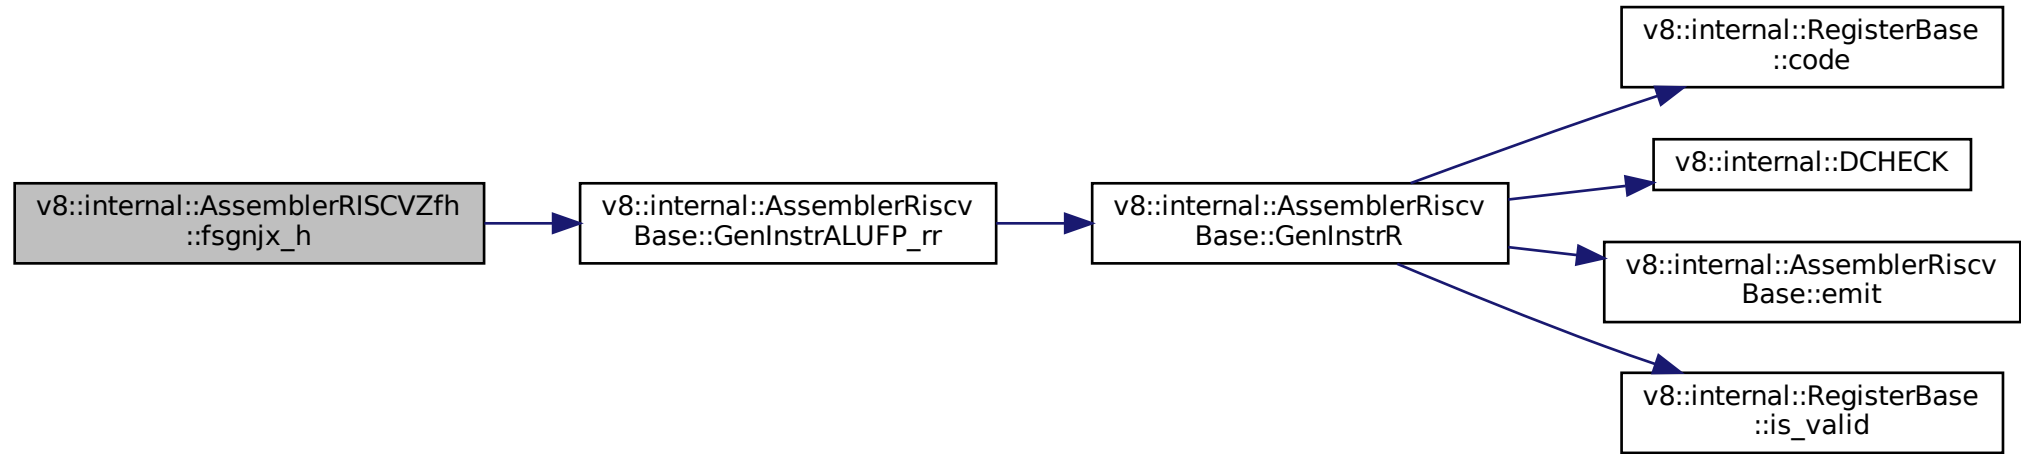 v8::internal::AssemblerRISCVZfh
::fsgnjx_h
v8::internal::AssemblerRiscv
Base::GenInstrALUFP_rr
v8::internal::AssemblerRiscv
Base::GenInstrR
v8::internal::RegisterBase
::code
v8::internal::DCHECK
v8::internal::AssemblerRiscv
Base::emit
v8::internal::RegisterBase
::is_valid